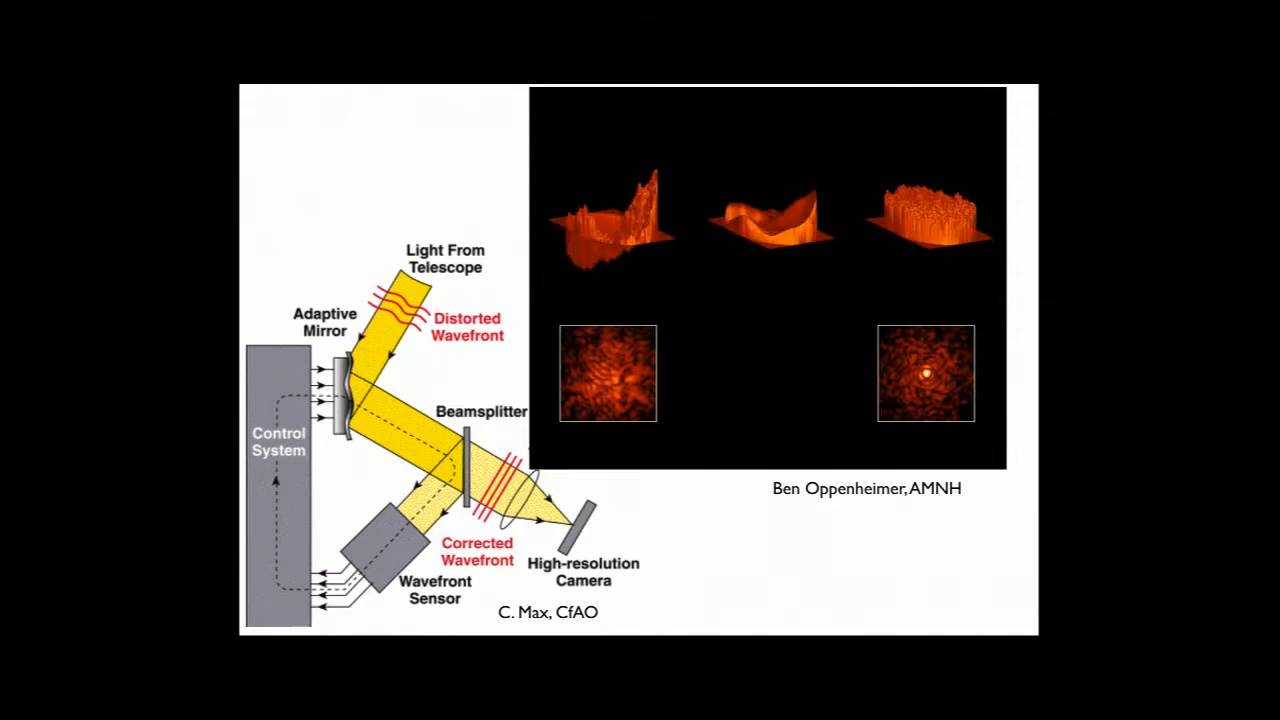 Light From
Telescope
Adaptive
Mirror
Distorted
Wavefront
Beamsplitter
Control
System
Corrected
Wavefront
High-resolution
Camera
Wavefront
Sensor
C. Max, CfAO
Ben Oppenheimer, AMNH